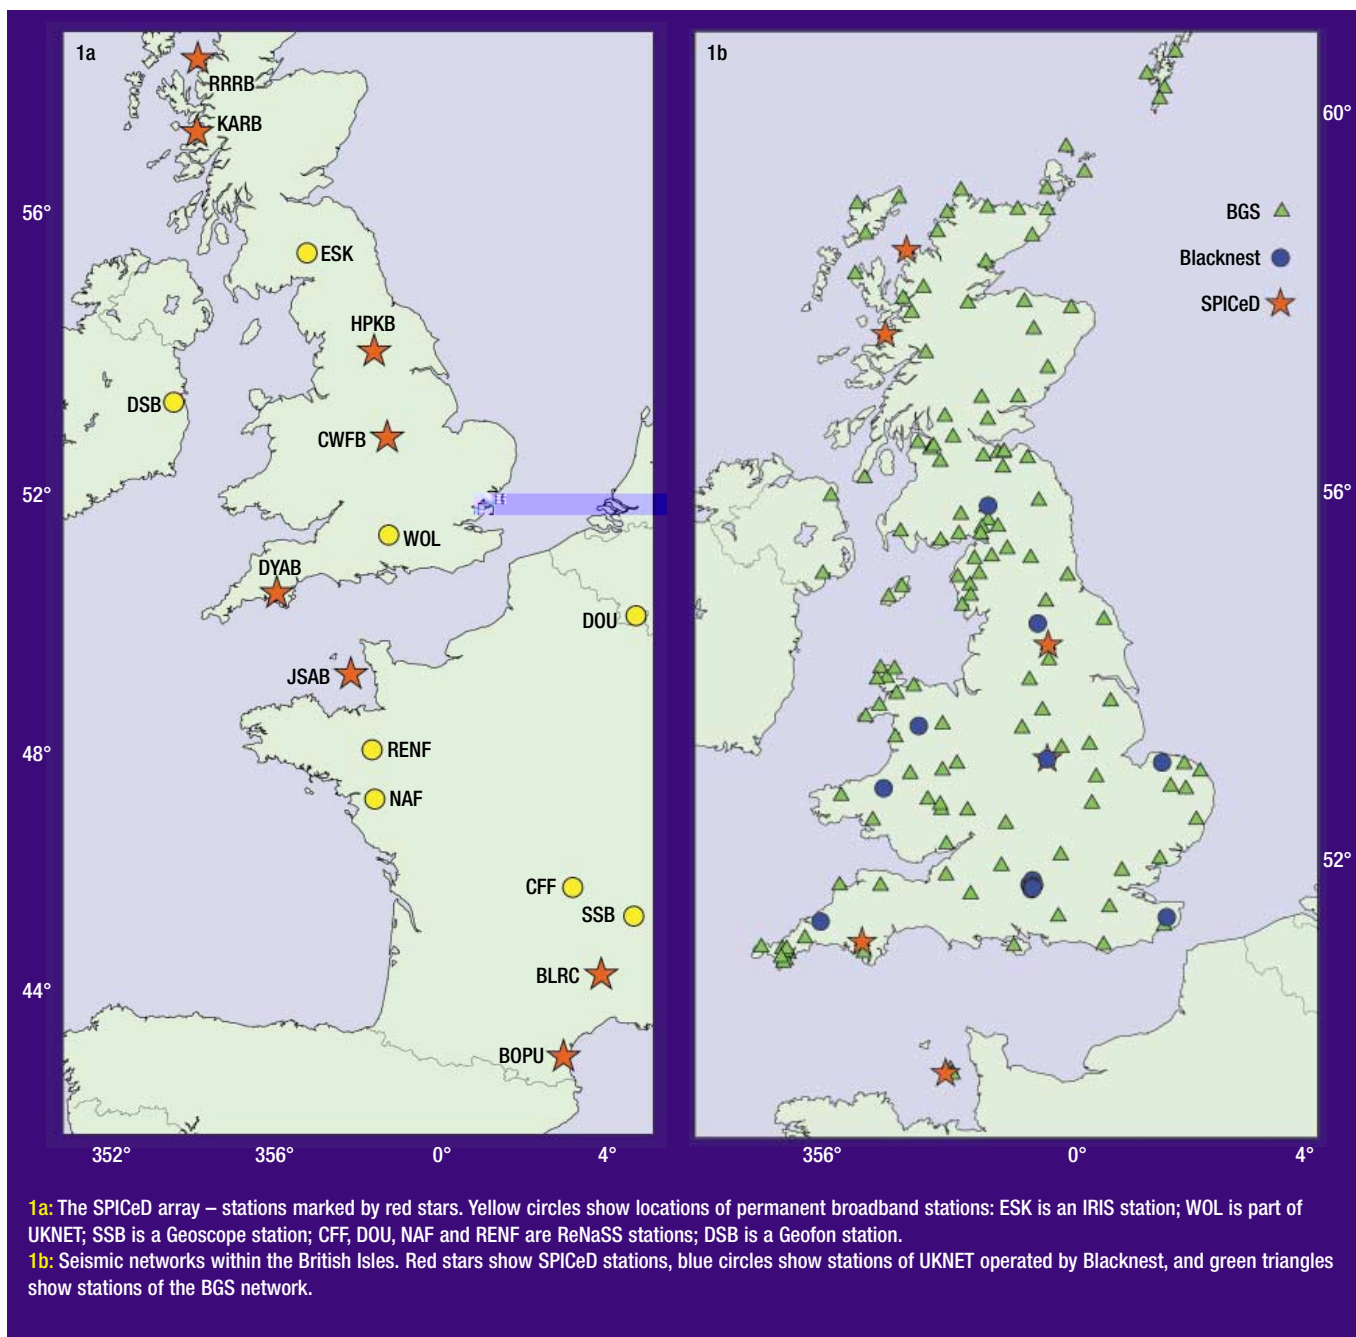 1a
RRRB
KARB
56°
ESK
HPKB
DSB
CWFB
52°
WOL
DYAB
DOU
JSAB
48°
RENF
NAF
CFF
SSB
BLRC
44°
BOPU
352° 356° 0° 4°
1b
60°
BGS
Blacknest
SPICeD
56°
52°
356° 0° 4°
1a: The SPICeD array – stations marked by red stars. Yellow circles show locations of permanent broadband stations: ESK is an IRIS station; WOL is part of
UKNET; SSB is a Geoscope station; CFF, DOU, NAF and RENF are ReNaSS stations; DSB is a Geofon station.
1b: Seismic networks within the British Isles. Red stars show SPICeD stations, blue circles show stations of UKNET operated by Blacknest, and green triangles
show stations of the BGS network.